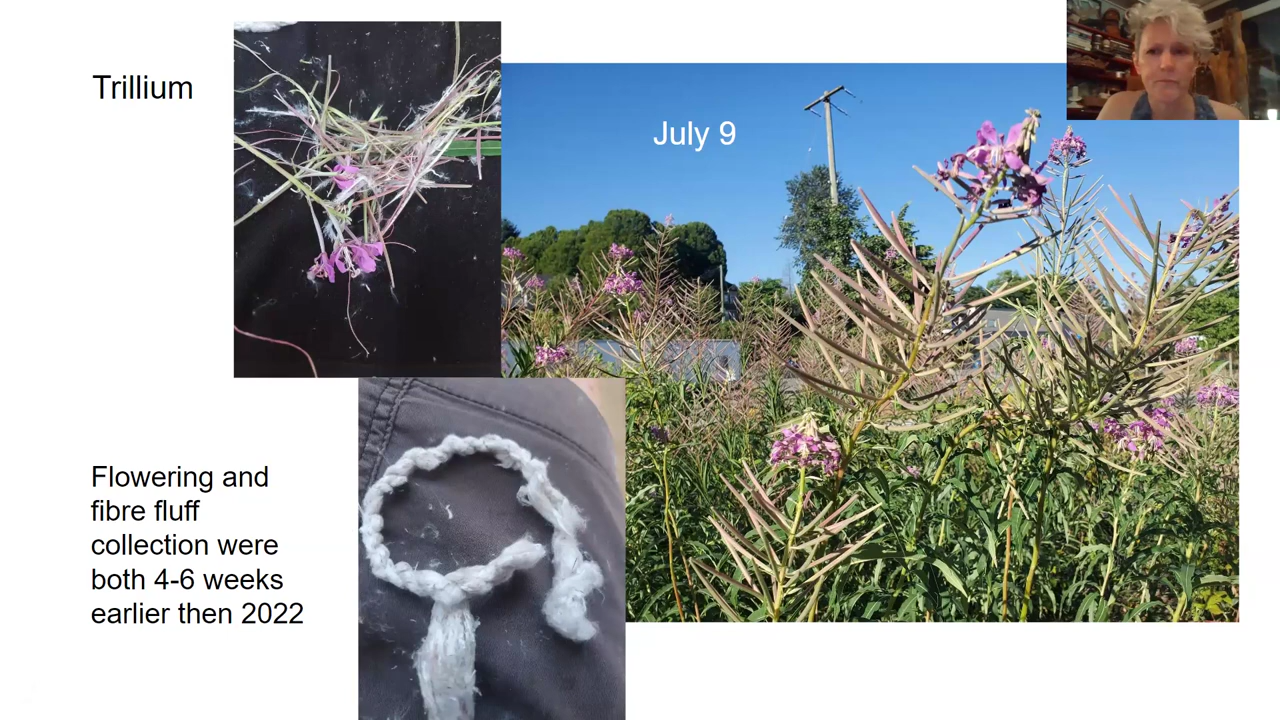 Trillium
July 9
Flowering and
fibre fluff
collection were
both 4-6 weeks
earlier then 2022